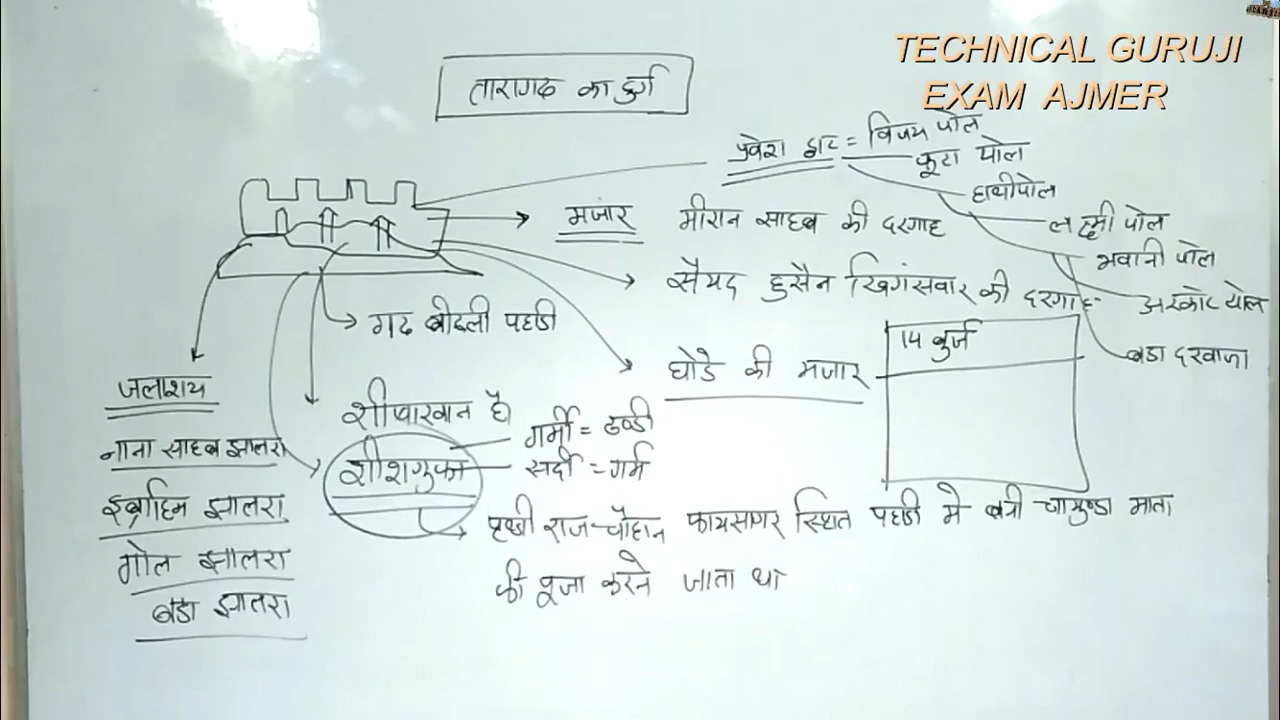 TECHNICAL GURUJI
EXAM AJMER
तारागढ का दुर्ग
प्रवेश द्वार = विजय पोल
फूटा पोल
हाथीपोल
लक्ष्मी पोल
भवानी पोल
अरकोट पोल
बडा दरवाजा
मजार मीरान साहब की दरगाह
सैयद हुसैन खिगंसवार की दरगाह
गढ बीठली पहाडी
घोडे की मजार
14 बुर्ज
जलाशय
नाना साहब झालरा
इब्राहिम झालरा
गोल झालरा
बडा झालरा
शीषाखान है।
शीशगुफा
गर्मी = ठण्डी
सर्दी = गर्म
पृथ्वी राज चौहान फायसागर स्थित पहाडी मे बनी चामुण्डा माता
की पूजा करने जाता था